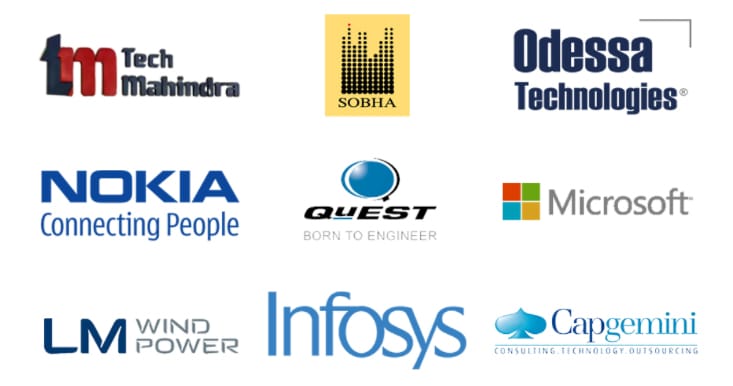 tm Tech
Mahindra
SOBHA
Odessa
Technologies®
NOKIA
Connecting People
QuEST
BORN TO ENGINEER
Microsoft
LM WIND
POWER
Infosys
Capgemini
CONSULTING.TECHNOLOGY.OUTSOURCING